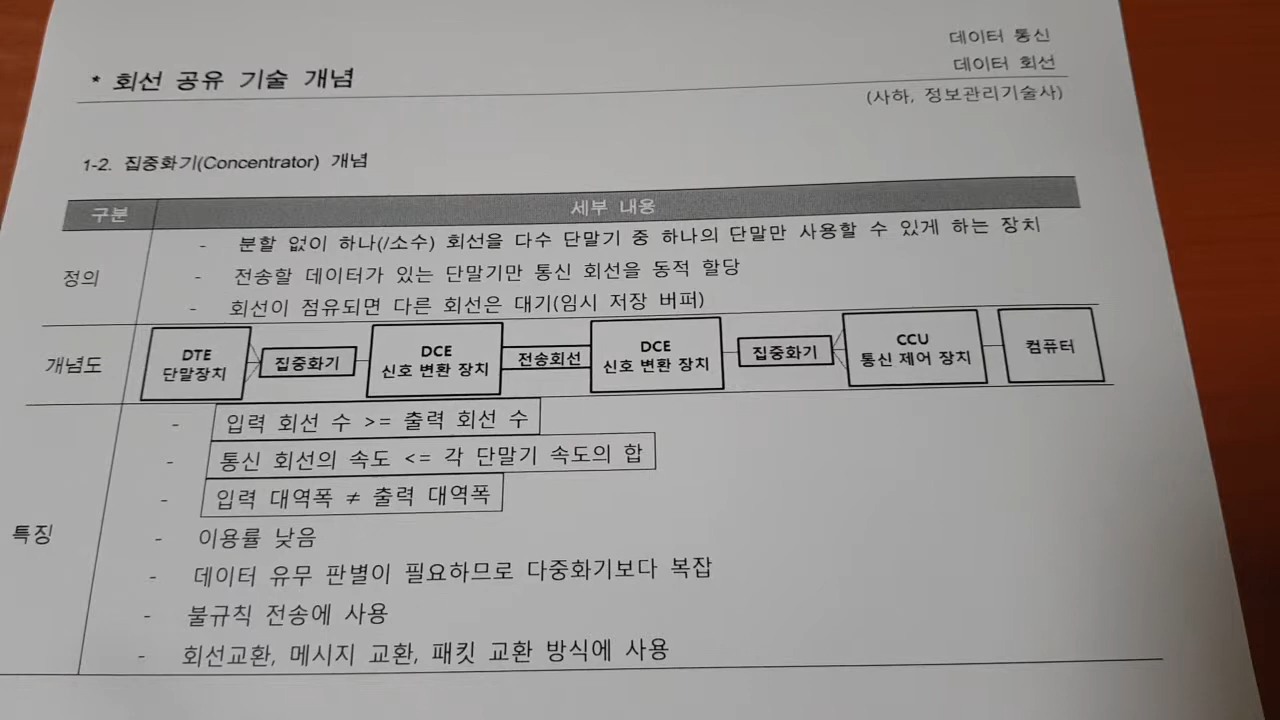 데이터 통신
* 회선 공유 기술 개념
데이터 회선
(사하, 정보관리기술사)
1-2. 집중화기(Concentrator) 개념
구분 세부 내용
정의
- 분할 없이 하나(/소수) 회선을 다수 단말기 중 하나의 단말만 사용할 수 있게 하는 장치
- 전송할 데이터가 있는 단말기만 통신 회선을 동적 할당
- 회선이 점유되면 다른 회선은 대기(임시 저장 버퍼)
개념도
DTE
단말장치
집중화기
DCE
신호 변환 장치
전송회선
DCE
신호 변환 장치
집중화기
CCU
통신 제어 장치
컴퓨터
특징
- 입력 회선 수 >= 출력 회선 수
- 통신 회선의 속도 <= 각 단말기 속도의 합
- 입력 대역폭 ≠ 출력 대역폭
- 이용률 낮음
- 데이터 유무 판별이 필요하므로 다중화기보다 복잡
- 불규칙 전송에 사용
- 회선교환, 메시지 교환, 패킷 교환 방식에 사용